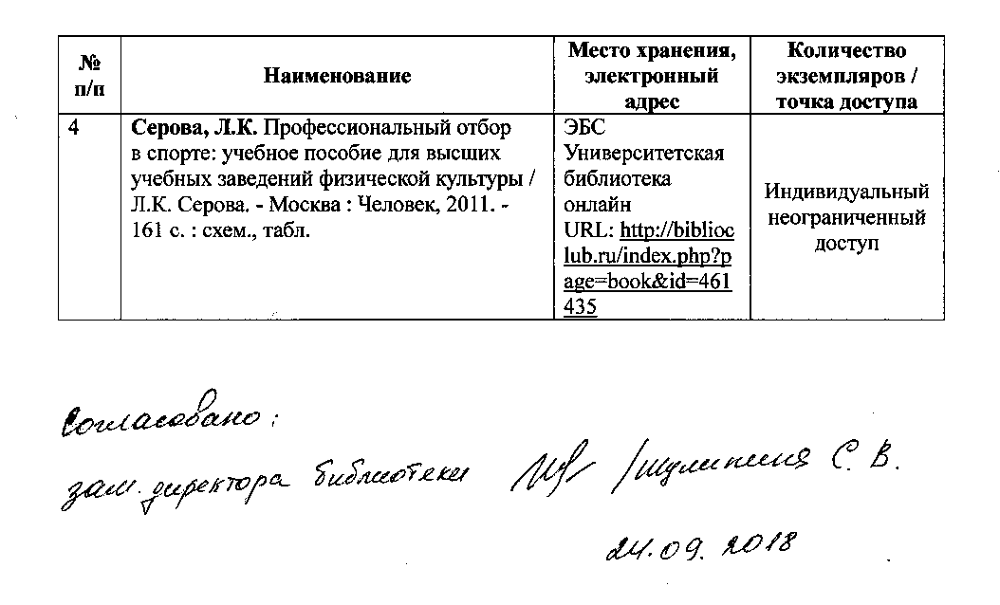 № п/п
Наименование
Место хранения,
электронный
адрес
Количество
экземпляров /
точка доступа
4
Серова, Л.К. Профессиональный отбор
в спорте: учебное пособие для высших
учебных заведений физической культуры /
Л.К. Серова. - Москва : Человек, 2011. -
161 с. : схем., табл.
ЭБС
Университетская
библиотека
онлайн
URL: http://biblioc
lub.ru/index.php?p
age=book&id=461
435
Индивидуальный
неограниченный
доступ
Согласовано:
зам. директора библиотеки / С. В.
24.09.2018